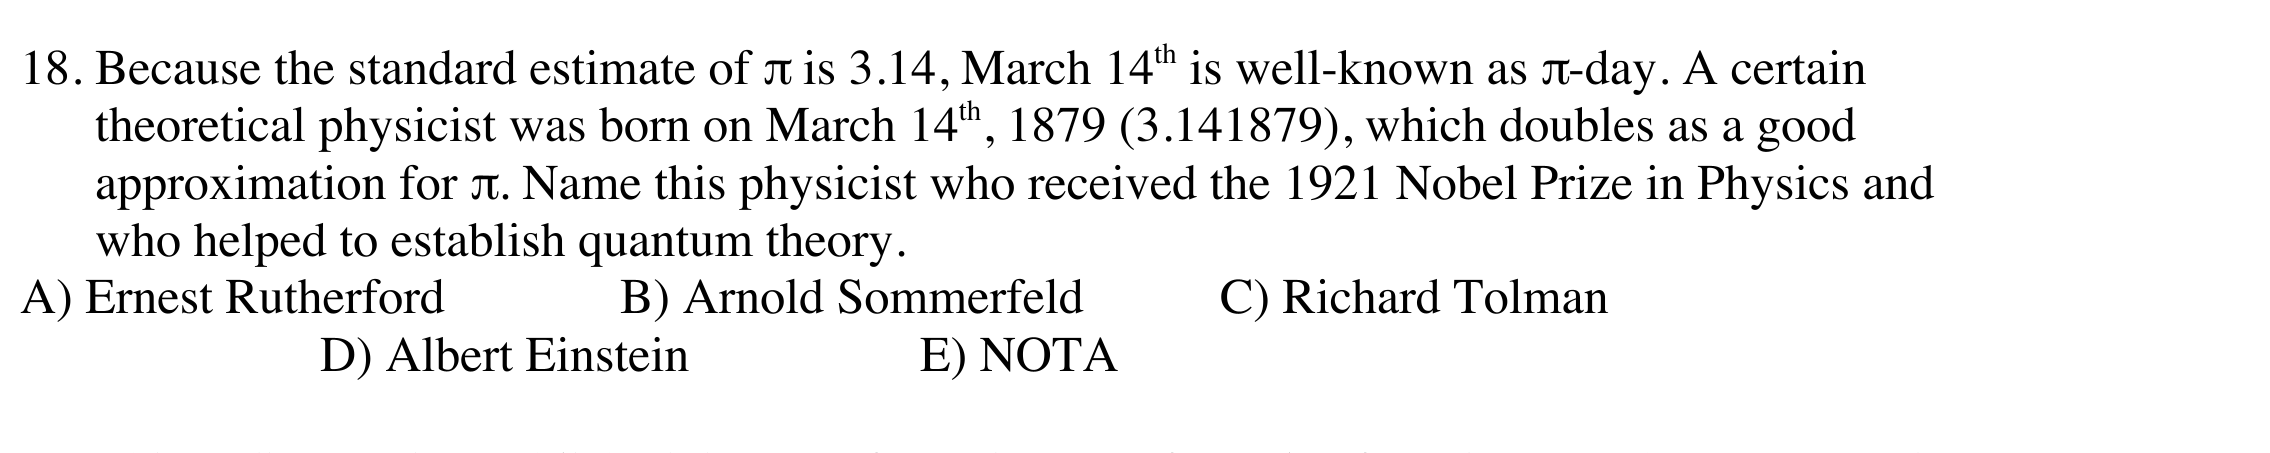 18. Because the standard estimate of π is 3.14, March 14th is well-known as π-day. A certain
theoretical physicist was born on March 14th, 1879 (3.141879), which doubles as a good
approximation for π. Name this physicist who received the 1921 Nobel Prize in Physics and
who helped to establish quantum theory.
A) Ernest Rutherford B) Arnold Sommerfeld C) Richard Tolman
D) Albert Einstein E) NOTA